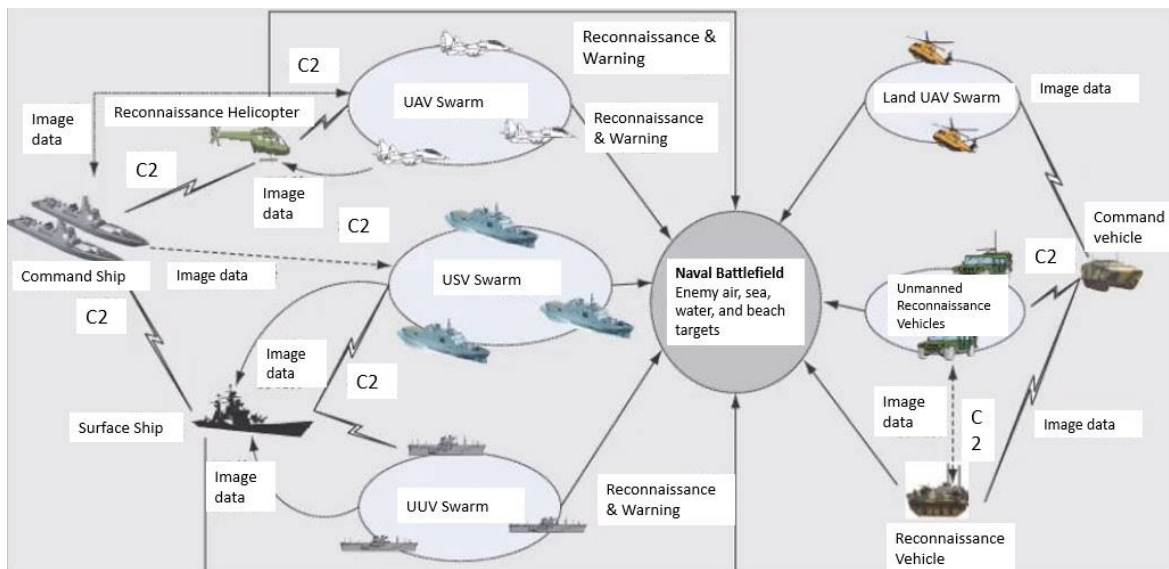 Reconnaissance &
Warning
C2
Reconnaissance Helicopter
UAV Swarm
Image
data
Reconnaissance
& Warning
Land UAV Swarm
Image data
C2
Image
data
C2
Command Ship
Image data
USV Swarm
Naval Battlefield
Enemy air, sea,
water, and beach
targets
Command
vehicle
C2
Unmanned
Reconnaissance
Vehicles
C2
Image
data
C2
Surface Ship
Image
data
UUV Swarm
Reconnaissance
& Warning
Image
data
C
2
Image data
Reconnaissance
Vehicle